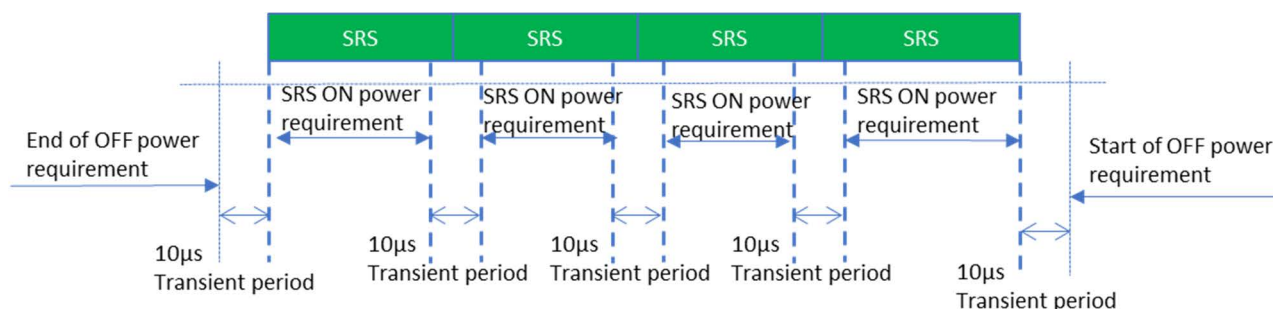 SRS
SRS
SRS
SRS
SRS ON power
requirement
SRS ON power
requirement
SRS ON power
requirement
SRS ON power
requirement
End of OFF power
requirement
Start of OFF power
requirement
10µs
Transient period
10µs
Transient period
10µs
Transient period
10µs
Transient period
10µs
Transient period